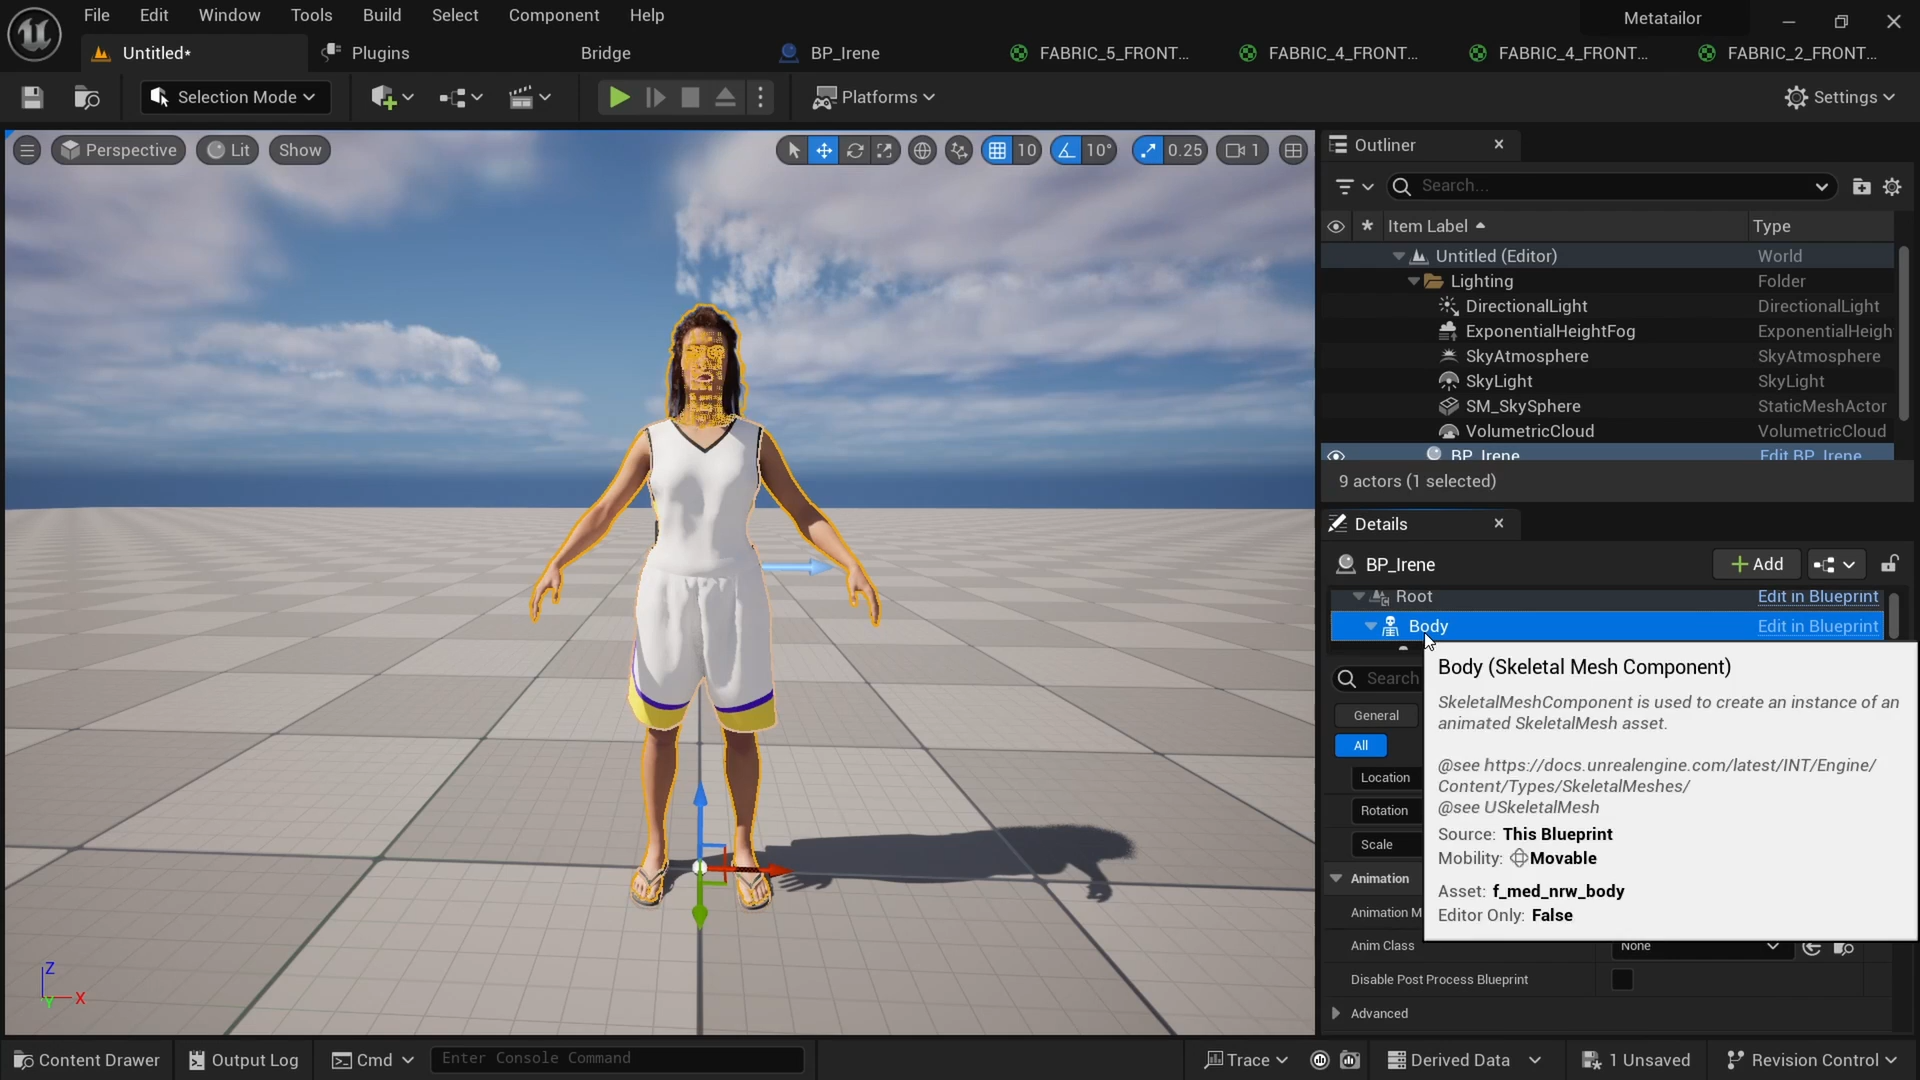 File Edit Window Tools Build Select Component Help
Metatailor
Untitled* Plugins Bridge BP_Irene FABRIC_5_FRONT... FABRIC_4_FRONT... FABRIC_4_FRONT... FABRIC_2_FRONT...
Selection Mode Platforms Settings
Perspective Lit Show 10 10° 0.25 1
Outliner
Search...
* Item Label Type
Untitled (Editor) World
Lighting Folder
DirectionalLight DirectionalLight
ExponentialHeightFog ExponentialHeigh
SkyAtmosphere SkyAtmosphere
SkyLight SkyLight
SM_SkySphere StaticMeshActor
VolumetricCloud VolumetricCloud
BP_Irene Edit BP_Irene
9 actors (1 selected)
Details
BP_Irene + Add
Root Edit in Blueprint
Body Edit in Blueprint
Search
General
All
Location
Rotation
Scale
Animation
Animation M
Anim Class None
Disable Post Process Blueprint
Advanced
Body (Skeletal Mesh Component)
SkeletalMeshComponent is used to create an instance of an
animated SkeletalMesh asset.
@see https://docs.unrealengine.com/latest/INT/Engine/
Content/Types/SkeletalMeshes/
@see USkeletalMesh
Source: This Blueprint
Mobility: Movable
Asset: f_med_nrw_body
Editor Only: False
Z
Y X
Content Drawer Output Log Cmd Enter Console Command Trace Derived Data 1 Unsaved Revision Control